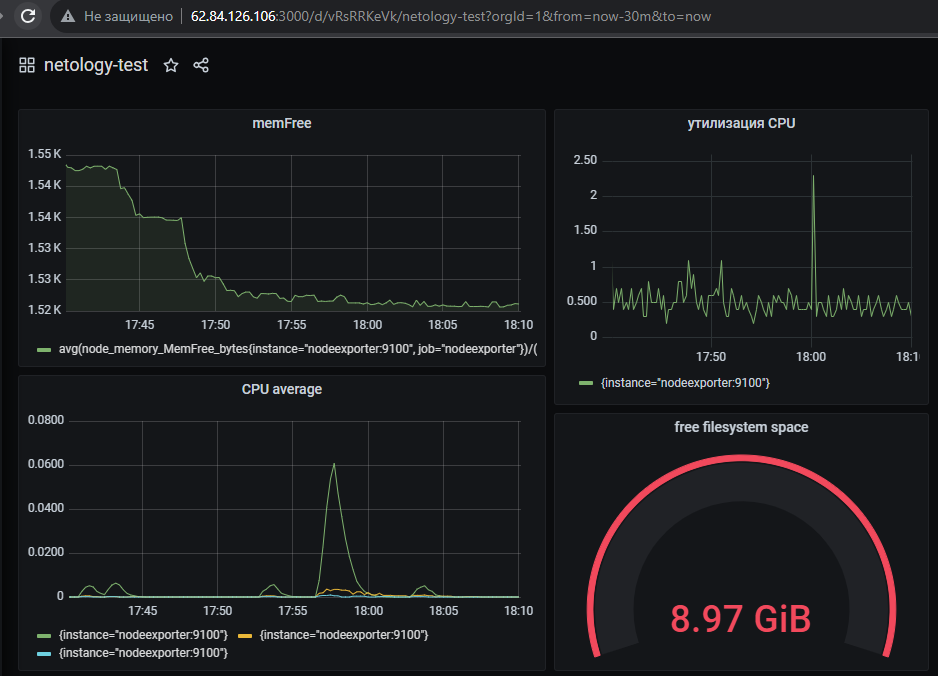 Не защищено 62.84.126.106:3000/d/vRsRRKeVk/netology-test?orgId=1&from=now-30m&to=now
netology-test
memFree
1.55 K
1.54 K
1.54 K
1.53 K
1.53 K
1.52 K
17:45 17:50 17:55 18:00 18:05 18:10
avg(node_memory_MemFree_bytes{instance="nodeexporter:9100", job="nodeexporter"})/(
утилизация CPU
2.50
2
1.50
1
0.500
0
17:50 18:00 18:1
{instance="nodeexporter:9100"}
CPU average
0.0800
0.0600
0.0400
0.0200
0
17:45 17:50 17:55 18:00 18:05 18:10
{instance="nodeexporter:9100"} {instance="nodeexporter:9100"}
{instance="nodeexporter:9100"}
free filesystem space
8.97 GiB